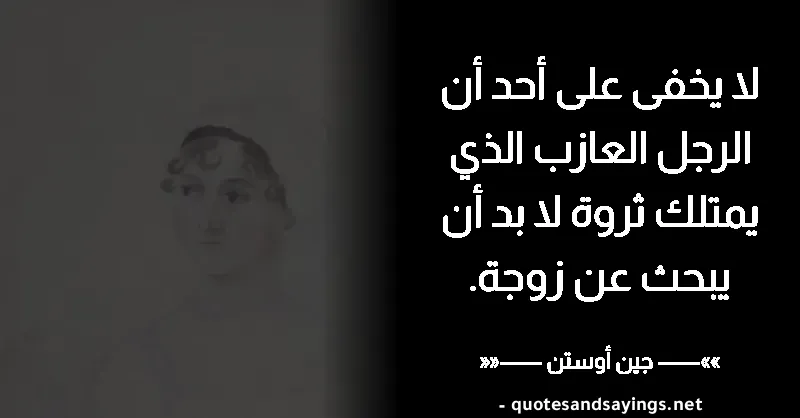 لا يخفى على أحد أن
الرجل العازب الذي
يمتلك ثروة لا بد أن
يبحث عن زوجة.
»»—— جين أوستن ——««
- quotesandsayings.net